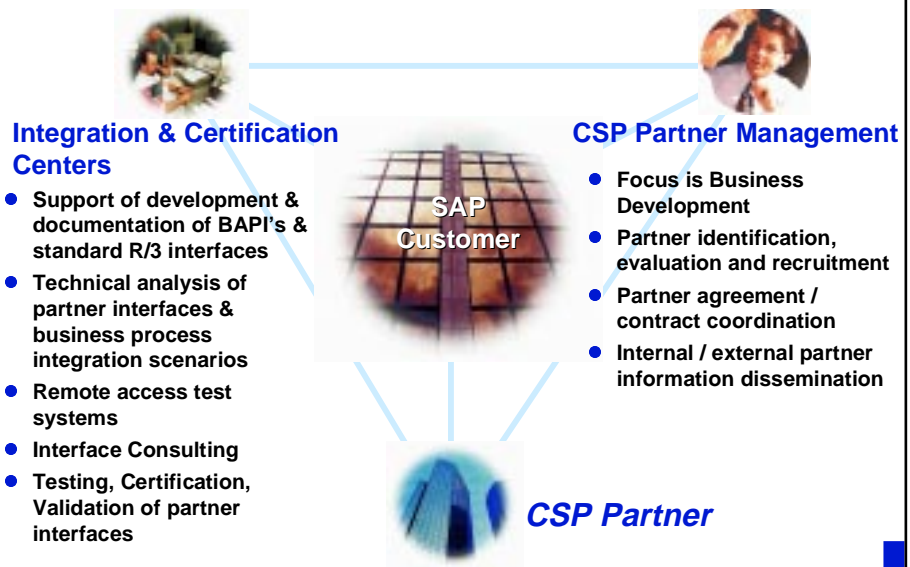 Integration & Certification
Centers
Support of development &
documentation of BAPI's &
standard R/3 interfaces
Technical analysis of
partner interfaces &
business process
integration scenarios
Remote access test
systems
Interface Consulting
Testing, Certification,
Validation of partner
interfaces
SAP
Customer
CSP Partner Management
Focus is Business
Development
Partner identification,
evaluation and recruitment
Partner agreement /
contract coordination
Internal / external partner
information dissemination
CSP Partner